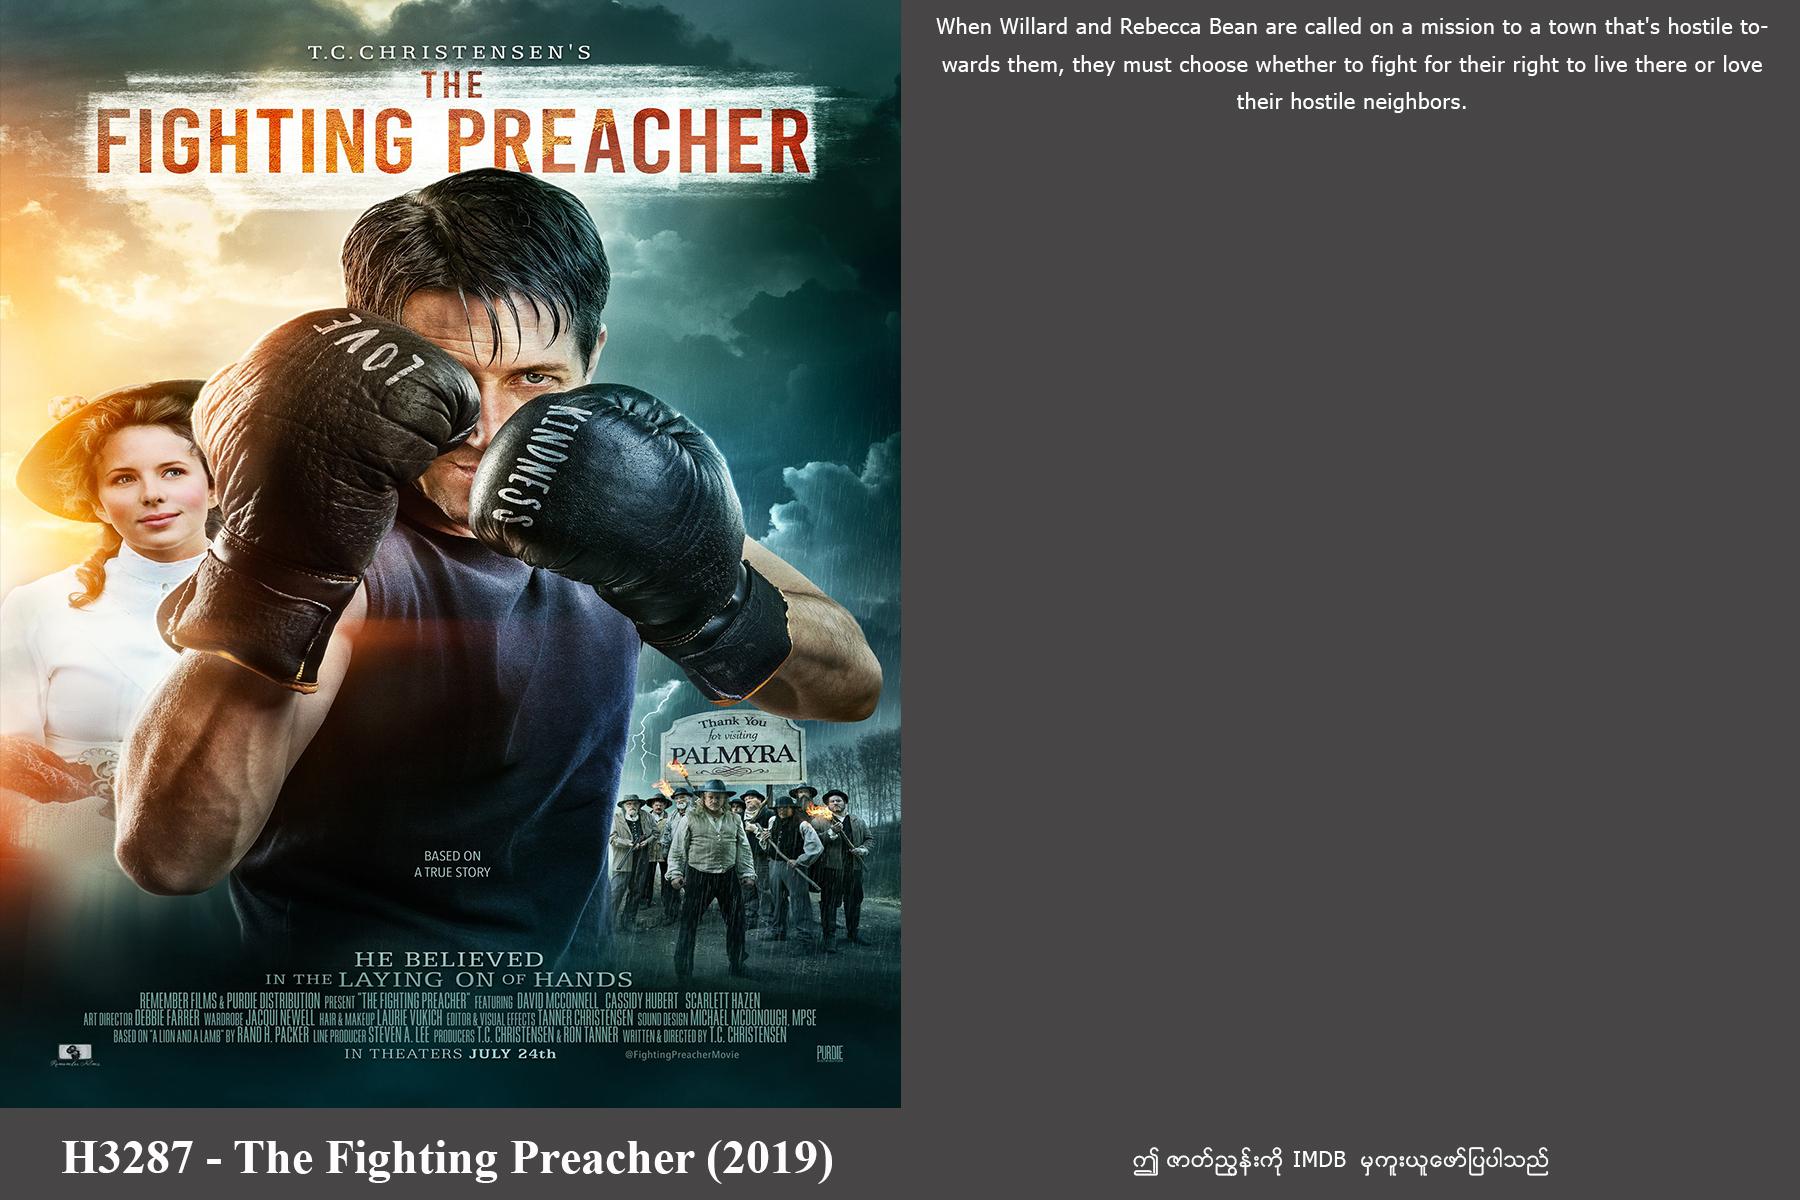 T.C. CHRISTENSEN'S
THE
FIGHTING PREACHER
LOVE
KINDNESS
Thank You
for visiting
PALMYRA
BASED ON
A TRUE STORY
HE BELIEVED
IN THE LAYING ON OF HANDS
REMEMBER FILMS & PURDIE DISTRIBUTION PRESENT "THE FIGHTING PREACHER" FEATURING DAVID MCCONNELL CASSIDY HUBERT SCARLETT HAZEN
ART DIRECTOR DEBBIE FARRER WARDROBE JACQUI NEWELL HAIR & MAKEUP LAURIE VUKICH EDITOR & VISUAL EFFECTS TANNER CHRISTENSEN SOUND DESIGN MICHAEL MCDONOUGH, MPSE
BASED ON "A LION AND A LAMB" BY RAND H. PACKER LINE PRODUCER STEVEN A. LEE PRODUCERS T.C. CHRISTENSEN & RON TANNER WRITTEN & DIRECTED BY T.C. CHRISTENSEN
IN THEATERS JULY 24th
@FightingPreacherMovie
PURDIE
H3287 - The Fighting Preacher (2019)
When Willard and Rebecca Bean are called on a mission to a town that's hostile to-
wards them, they must choose whether to fight for their right to live there or love
their hostile neighbors.
ဤ ဇာတ်ညွှန်းကို IMDB မှကူးယူဖော်ပြပါသည်